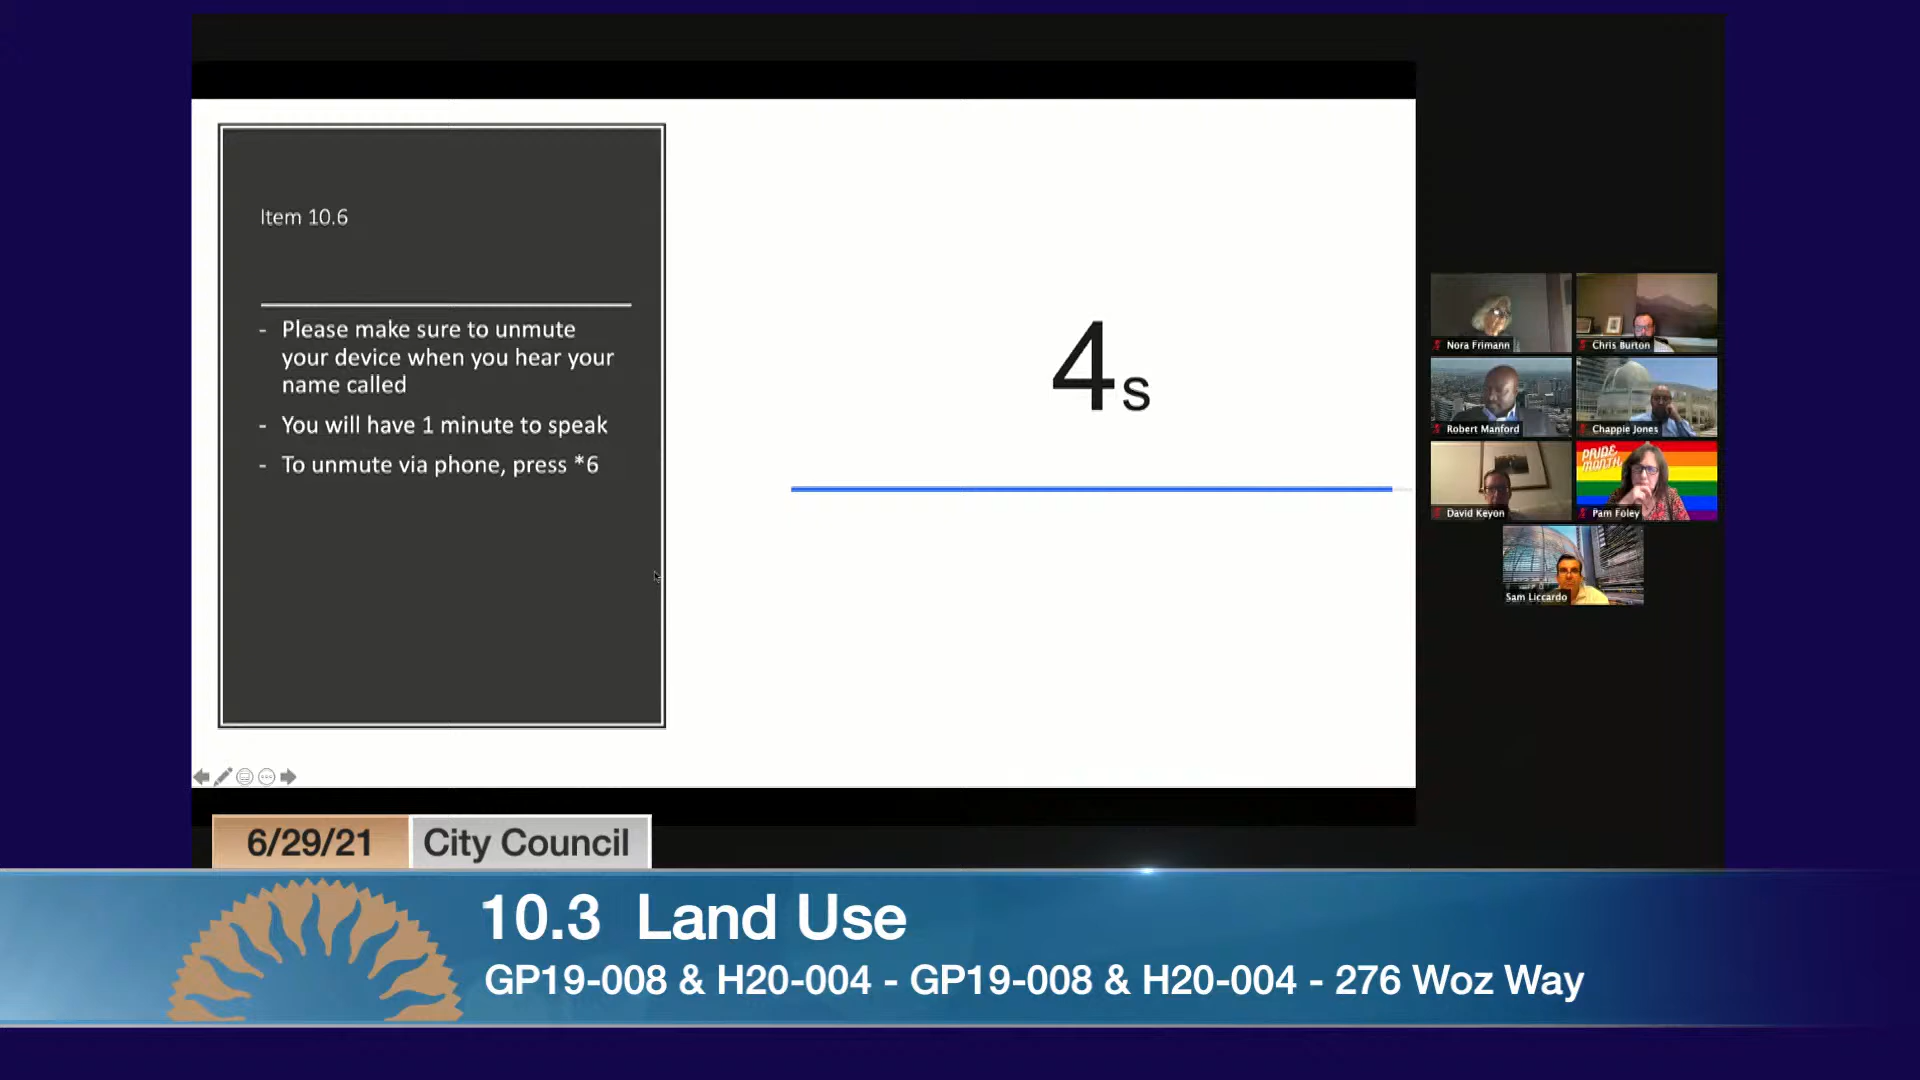 Item 10.6
- Please make sure to unmute
your device when you hear your
name called
- You will have 1 minute to speak
- To unmute via phone, press *6
4s
Nora Frimann
Chris Burton
Robert Manford
Chappie Jones
David Keyon
PRIDE
MONTH
Pam Foley
Sam Liccardo
6/29/21
City Council
10.3 Land Use
GP19-008 & H20-004 - GP19-008 & H20-004 - 276 Woz Way